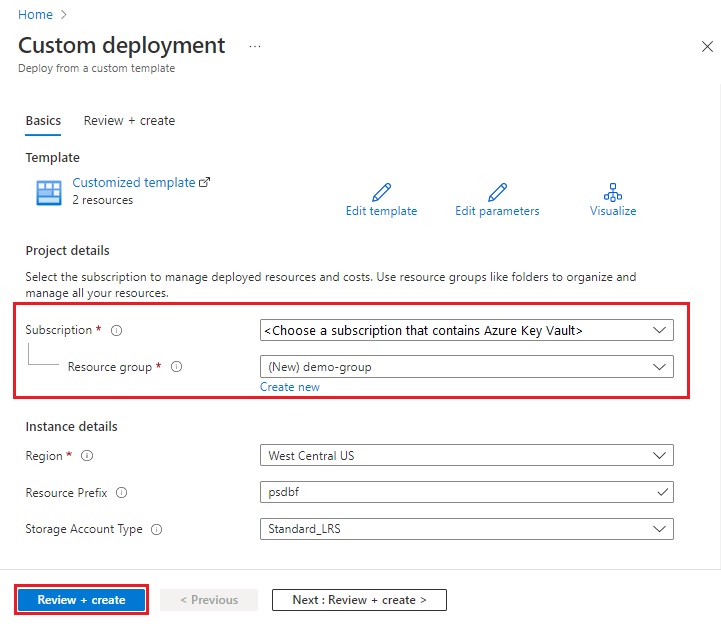 Home >
Custom deployment ...
Deploy from a custom template
Basics Review + create
Template
Customized template
2 resources
Edit template Edit parameters Visualize
Project details
Select the subscription to manage deployed resources and costs. Use resource groups like folders to organize and
manage all your resources.
Subscription * <Choose a subscription that contains Azure Key Vault>
Resource group * (New) demo-group
Create new
Instance details
Region * West Central US
Resource Prefix psdbf
Storage Account Type Standard_LRS
Review + create < Previous Next : Review + create >